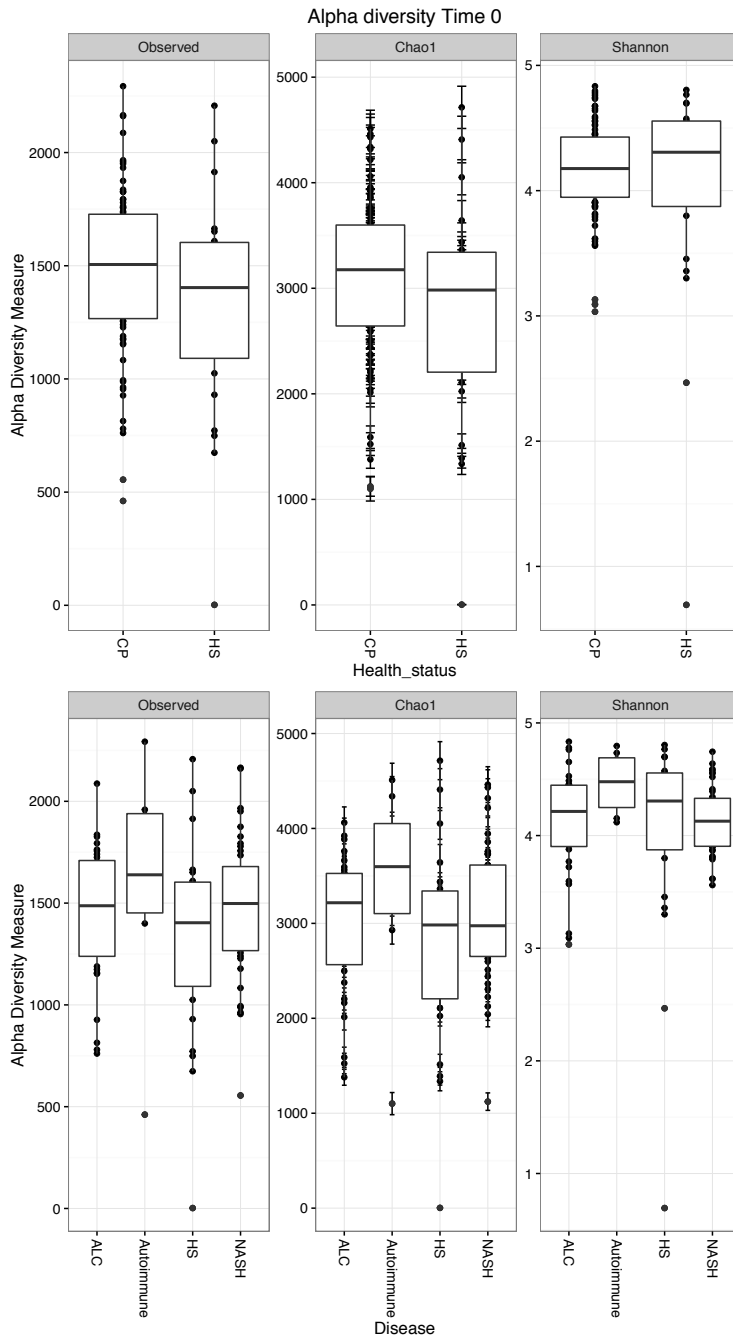 Alpha diversity Time 0
Observed
Chao1
Shannon
Alpha Diversity Measure
2000
1500
1000
500
0
5000
4000
3000
2000
1000
0
5
4
3
2
1
CP
HS
CP
HS
CP
HS
Health_status
Observed
Chao1
Shannon
Alpha Diversity Measure
2000
1500
1000
500
0
5000
4000
3000
2000
1000
0
5
4
3
2
1
ALC
Autoimmune
HS
NASH
ALC
Autoimmune
HS
NASH
ALC
Autoimmune
HS
NASH
Disease